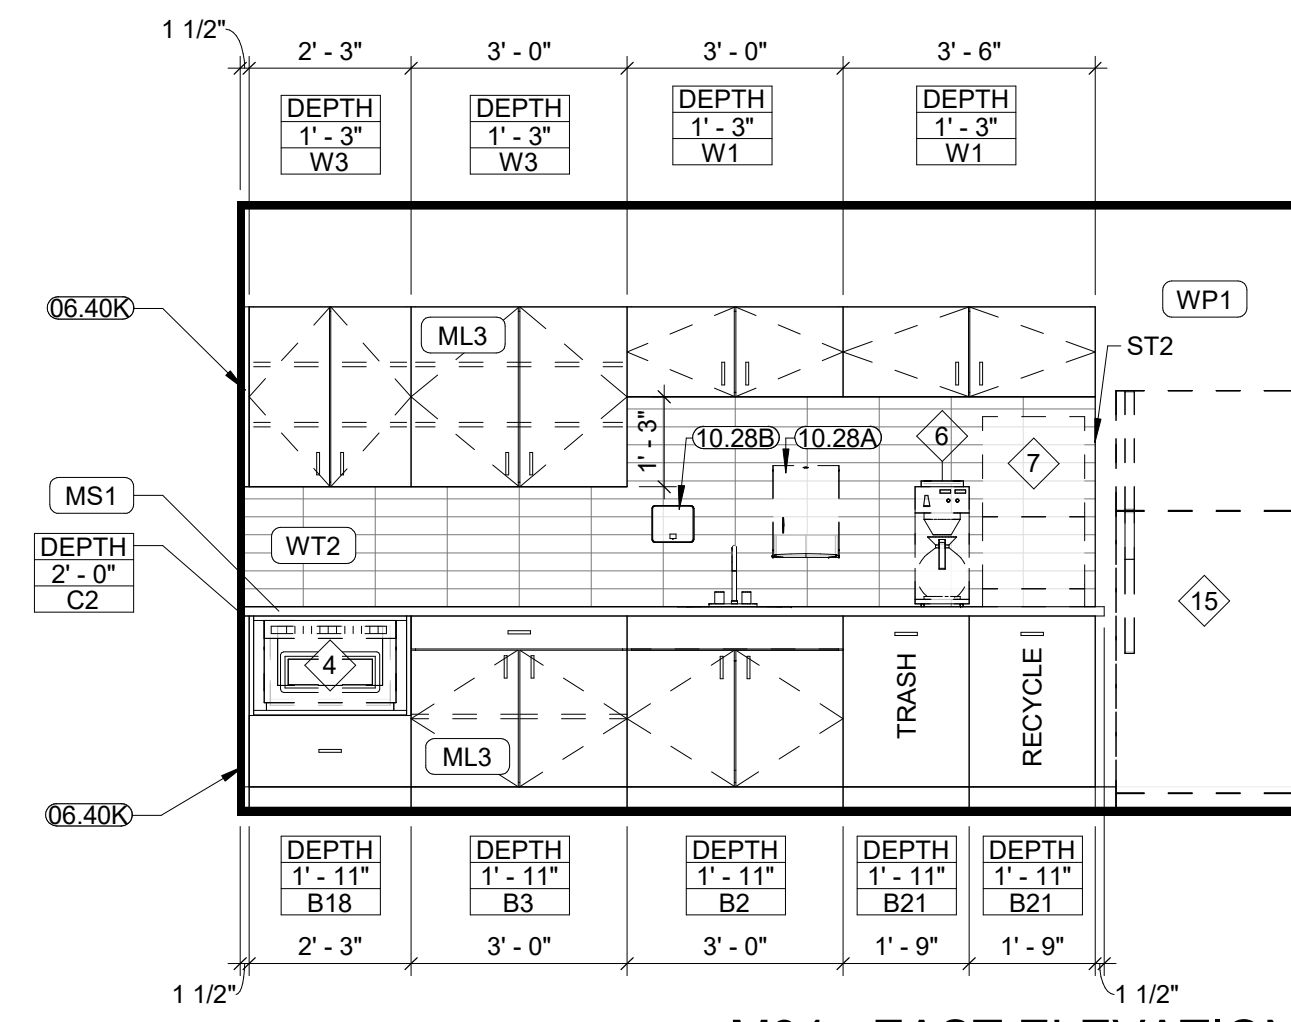 1 1/2"
2' - 3"
3' - 0"
3' - 0"
3' - 6"
DEPTH
1' - 3"
W3
DEPTH
1' - 3"
W3
DEPTH
1' - 3"
W1
DEPTH
1' - 3"
W1
06.40K
ML3
WP1
ST2
1' - 3"
10.28B
10.28A
6
7
MS1
WT2
DEPTH
2' - 0"
C2
15
4
TRASH
RECYCLE
ML3
06.40K
DEPTH
1' - 11"
B18
DEPTH
1' - 11"
B3
DEPTH
1' - 11"
B2
DEPTH
1' - 11"
B21
DEPTH
1' - 11"
B21
2' - 3"
3' - 0"
3' - 0"
1' - 9"
1' - 9"
1 1/2"
1 1/2"
EAST ELEVATION